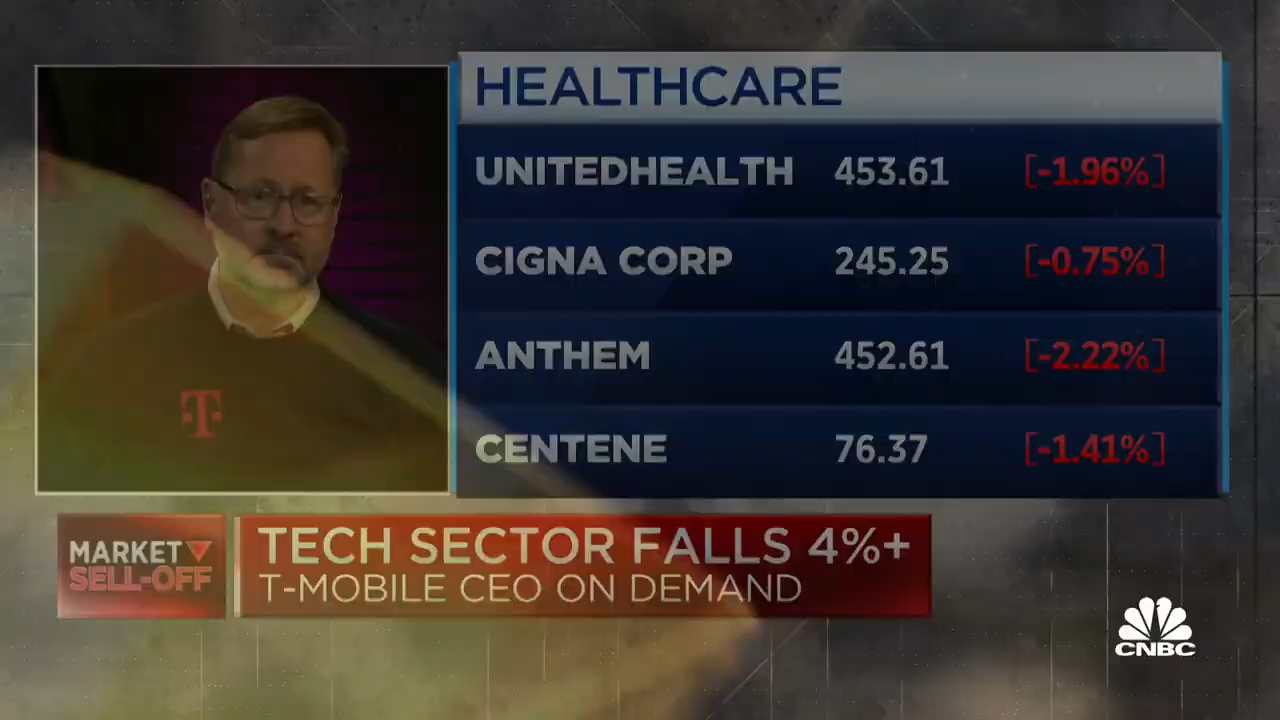 HEALTHCARE
UNITEDHEALTH 453.61 [-1.96%]
CIGNA CORP 245.25 [-0.75%]
ANTHEM 452.61 [-2.22%]
CENTENE 76.37 [-1.41%]
T
MARKET
SELL-OFF
TECH SECTOR FALLS 4%+
T-MOBILE CEO ON DEMAND
CNBC